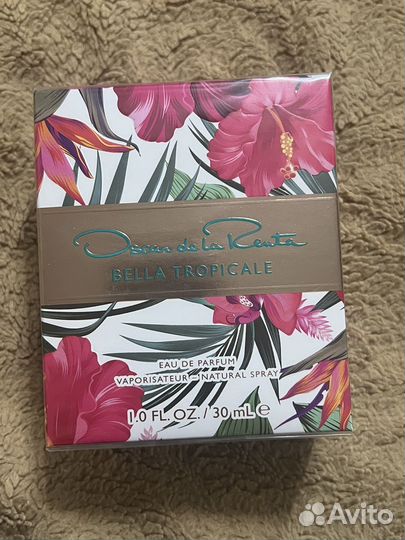 Oscar de la Renta
BELLA TROPICALE
EAU DE PARFUM
VAPORISATEUR – NATURAL SPRAY
1.0 FL. OZ. / 30 mL ℮
Avito